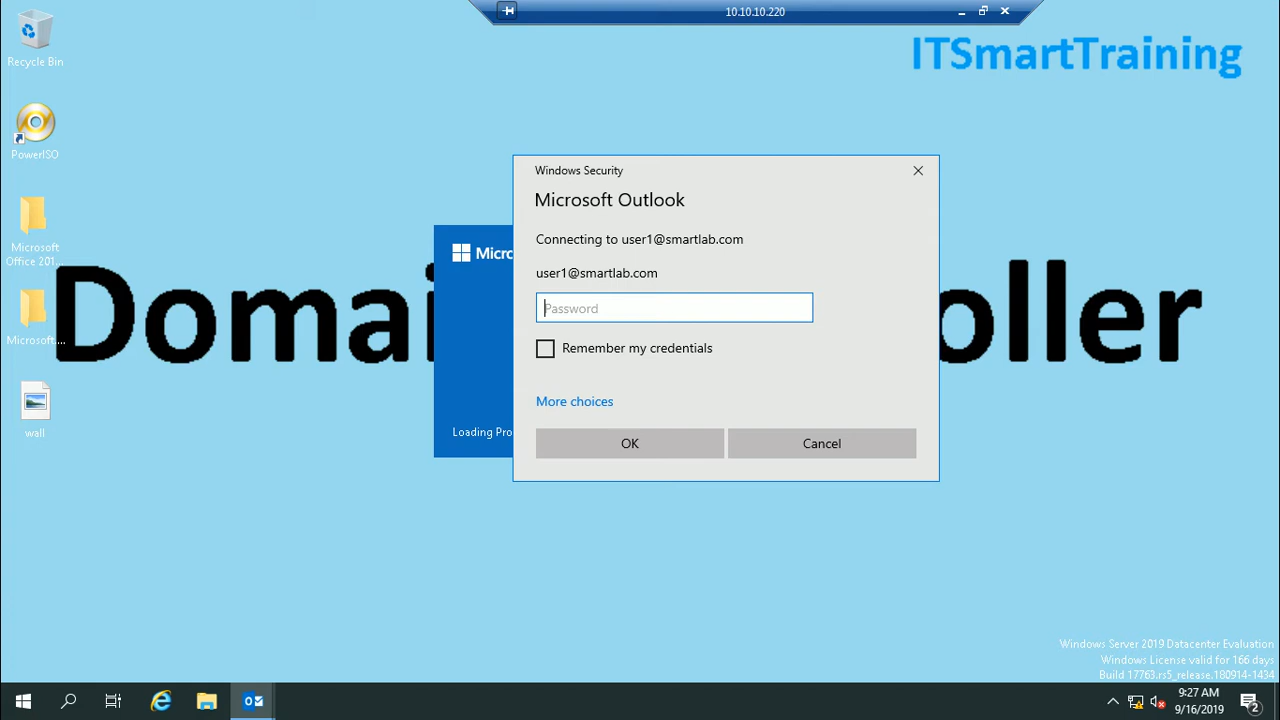 10.10.10.220
ITSmartTraining
Recycle Bin
PowerISO
Microsoft
Office 201...
Microsoft....
wall
Domai
oller
Micr
Loading Pro
Windows Security
Microsoft Outlook
Connecting to user1@smartlab.com
user1@smartlab.com
Password
Remember my credentials
More choices
OK
Cancel
Windows Server 2019 Datacenter Evaluation
Windows License valid for 166 days
Build 17763.rs5_release.180914-1434
9:27 AM
9/16/2019
2